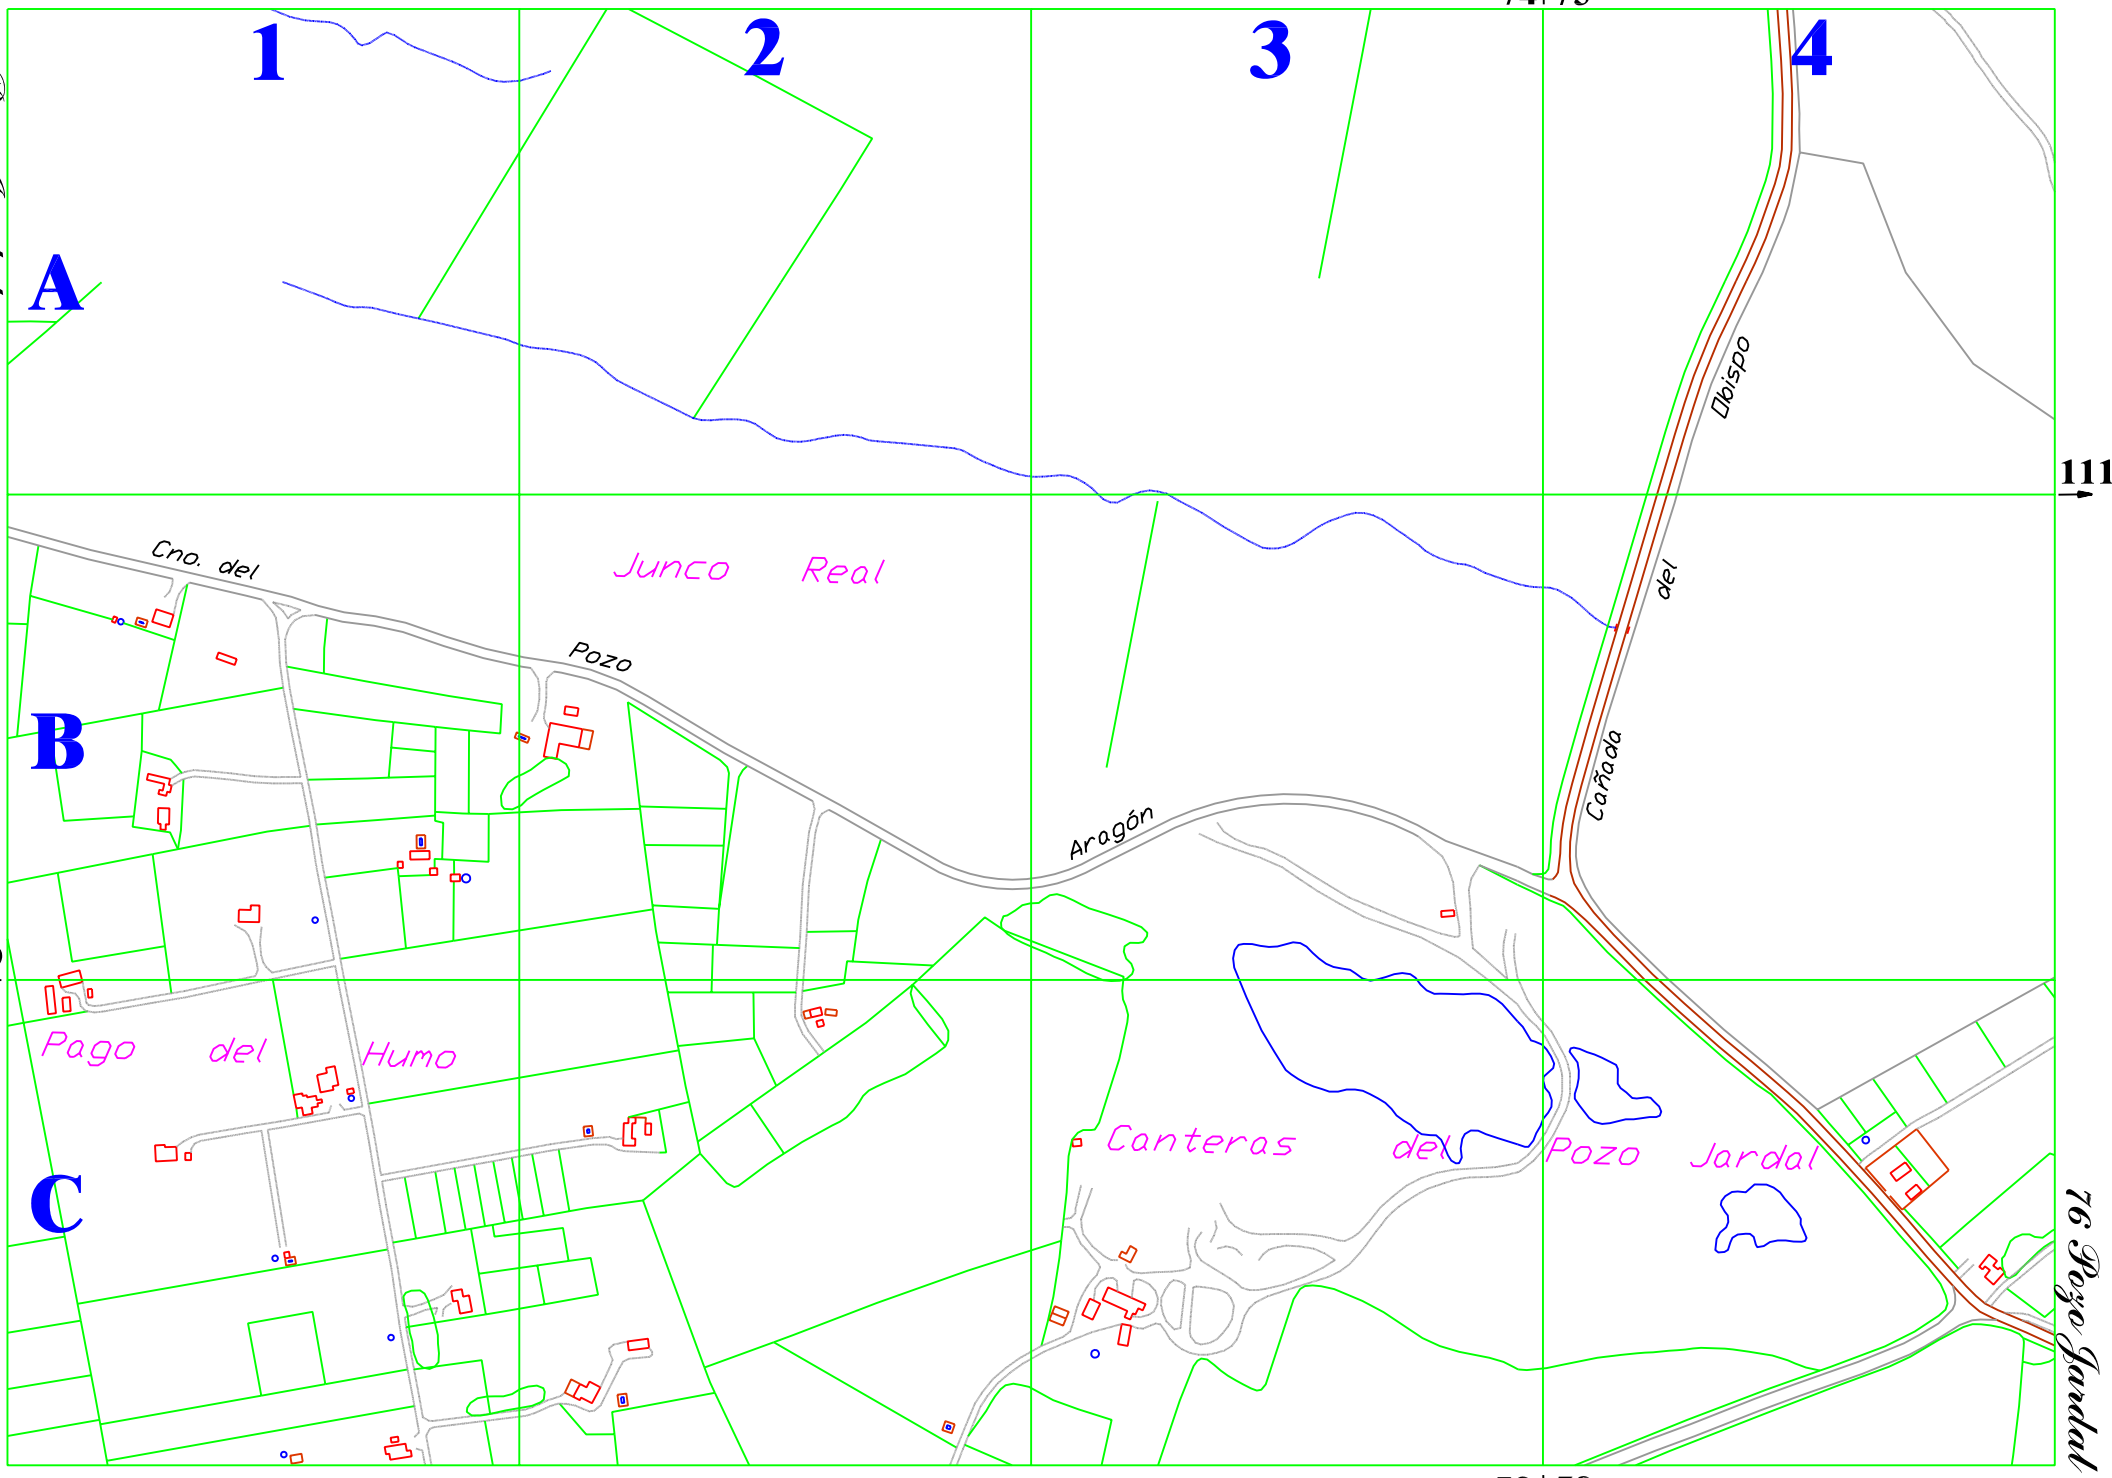 1 2 3 4
A
Obispo
111
Cno. del
Junco Real
del
Pozo
B
Cañada
Aragón
Pago del Humo
Canteras del Pozo Jardal
C
76 Pozo Jardal